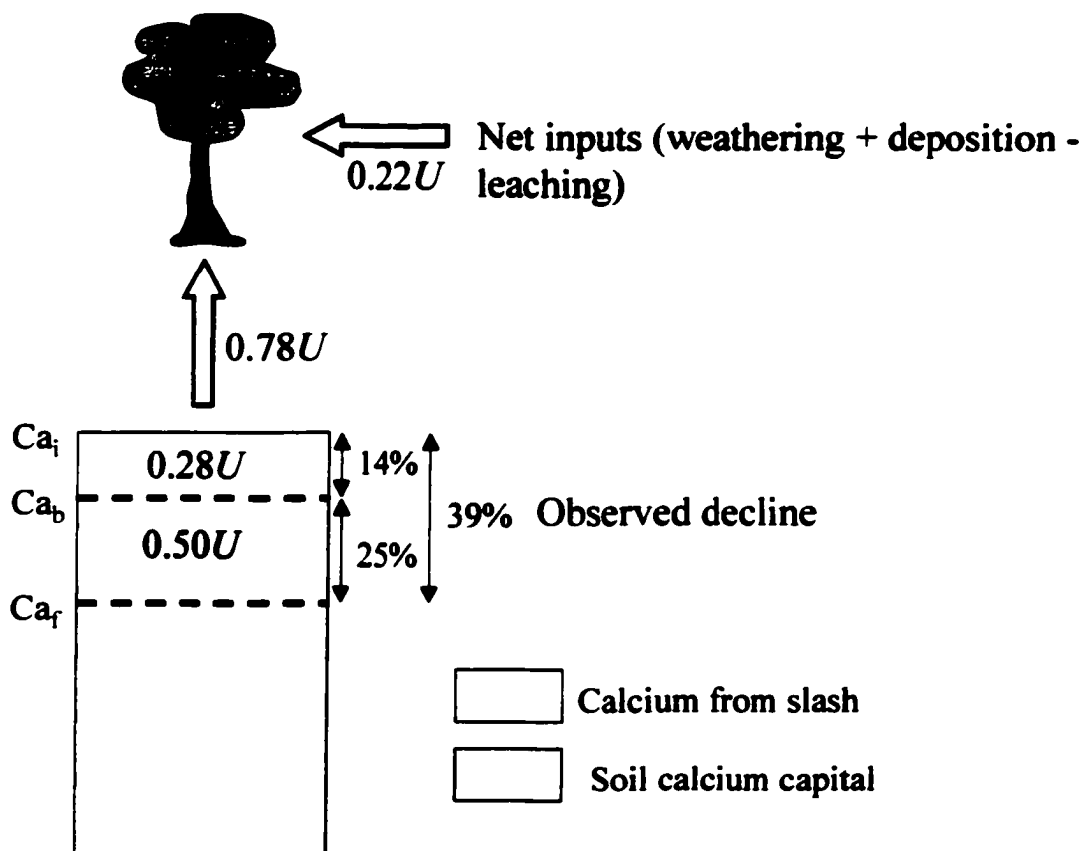 Net inputs (weathering + deposition -
leaching)
0.22U
0.78U
Ca_i
0.28U
14%
Ca_b
39% Observed decline
0.50U
25%
Ca_f
Calcium from slash
Soil calcium capital